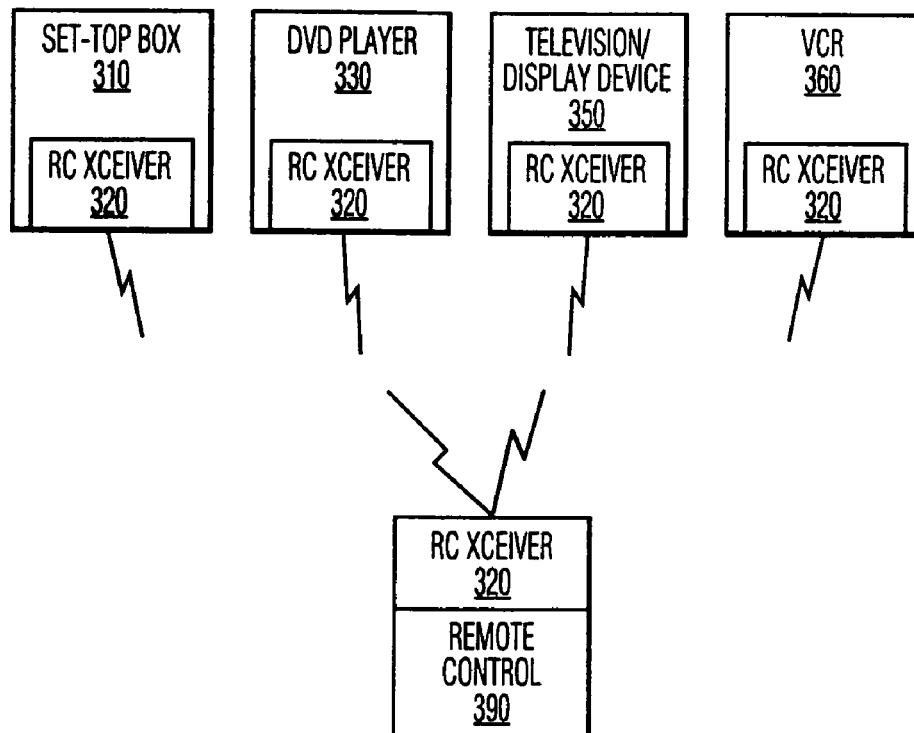 SET-TOP BOX
310
RC XCEIVER
320
DVD PLAYER
330
RC XCEIVER
320
TELEVISION/
DISPLAY DEVICE
350
RC XCEIVER
320
VCR
360
RC XCEIVER
320
RC XCEIVER
320
REMOTE
CONTROL
390